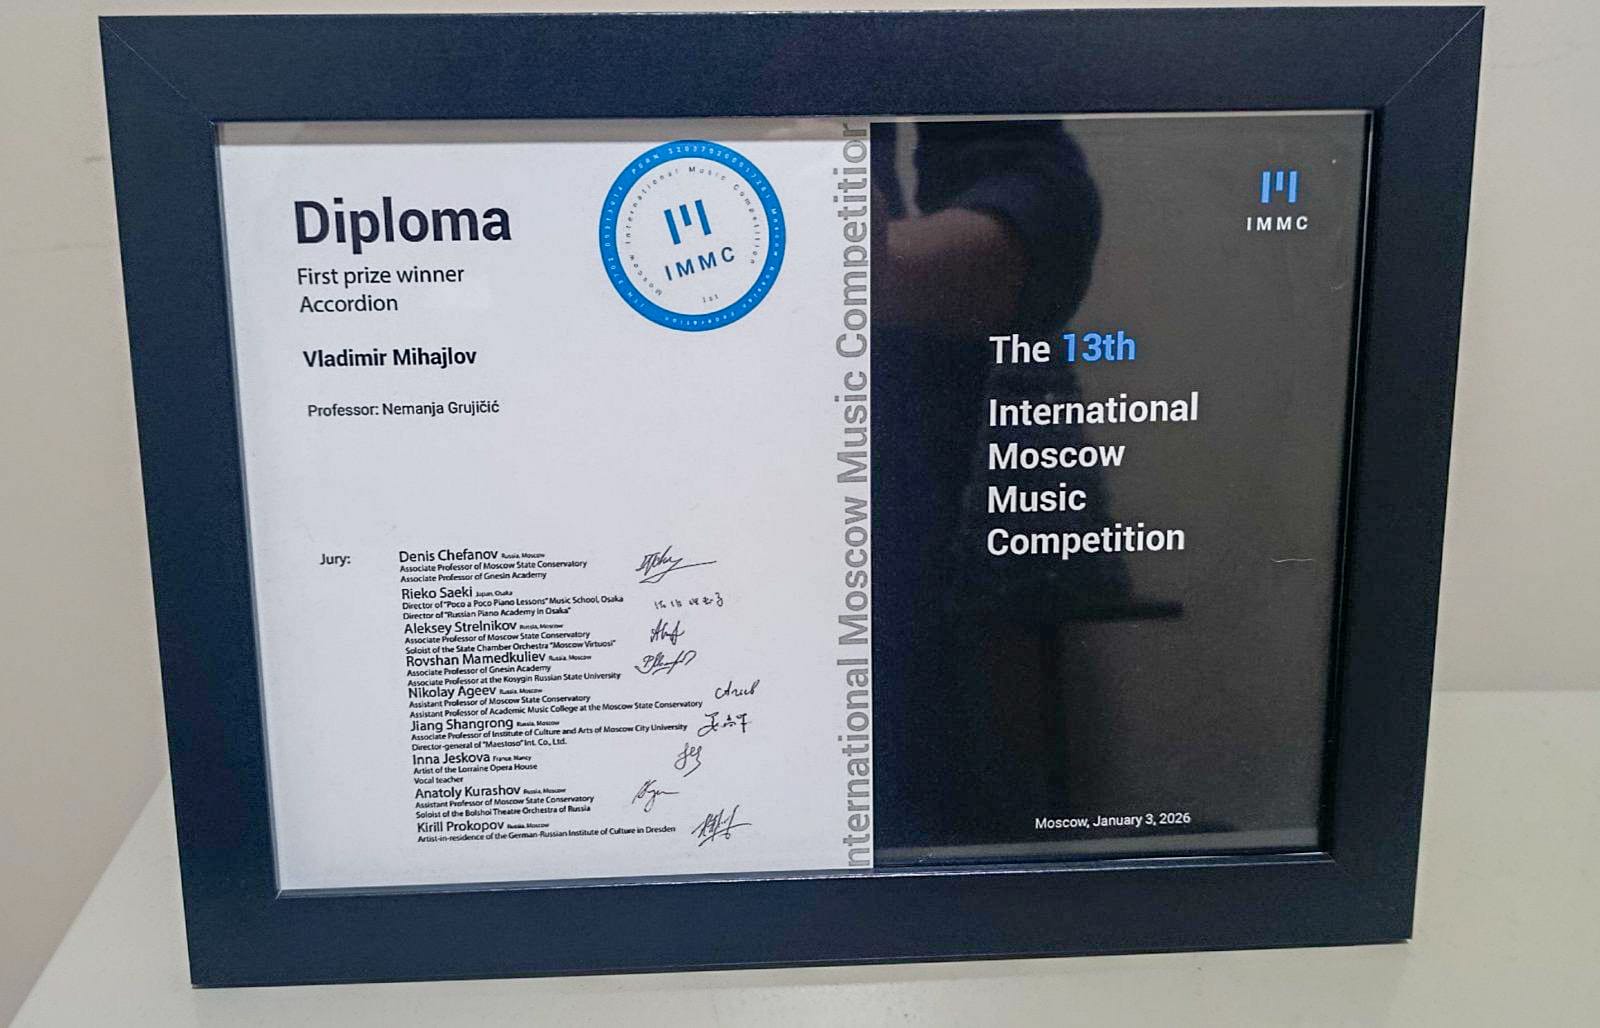 Diploma
First prize winner
Accordion
Vladimir Mihajlov
Professor: Nemanja Grujičić
Moscow International Music Competition
IMMC
1st
Jury:
Denis Chefanov Russia, Moscow
Associate Professor of Moscow State Conservatory
Associate Professor of Gnesin Academy
Rieko Saeki Japan, Osaka
Director of "Poco a Poco Piano Lessons" Music School, Osaka
Director of "Russian Piano Academy in Osaka"
Aleksey Strelnikov Russia, Moscow
Associate Professor of Moscow State Conservatory
Soloist of the State Chamber Orchestra "Moscow Virtuosi"
Rovshan Mamedkuliev Russia, Moscow
Associate Professor of Gnesin Academy
Associate Professor at the Kosygin Russian State University
Nikolay Ageev Russia, Moscow
Assistant Professor of Moscow State Conservatory
Assistant Professor of Academic Music College at the Moscow State Conservatory
Jiang Shangrong Russia, Moscow
Associate Professor of Institute of Culture and Arts of Moscow City University
Director-general of "Maestoso" Int. Co., Ltd.
Inna Jeskova France, Nancy
Artist of the Lorraine Opera House
Vocal teacher
Anatoly Kurashov Russia, Moscow
Assistant Professor of Moscow State Conservatory
Soloist of the Bolshoi Theatre Orchestra of Russia
Kirill Prokopov Russia, Moscow
Artist-in-residence of the German-Russian Institute of Culture in Dresden
International Moscow Music Competition
IMMC
The 13th
International
Moscow
Music
Competition
Moscow, January 3, 2026